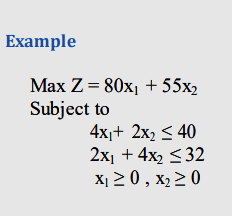 Example
Max Z = 80x₁ + 55x₂
Subject to
4x₁+ 2x₂ ≤ 40
2x₁ + 4x₂ ≤ 32
x₁ ≥ 0 , x₂ ≥ 0